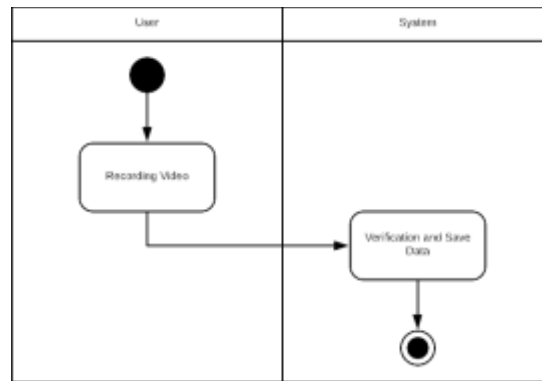 User
System
Recording Video
Verification and Save
Data